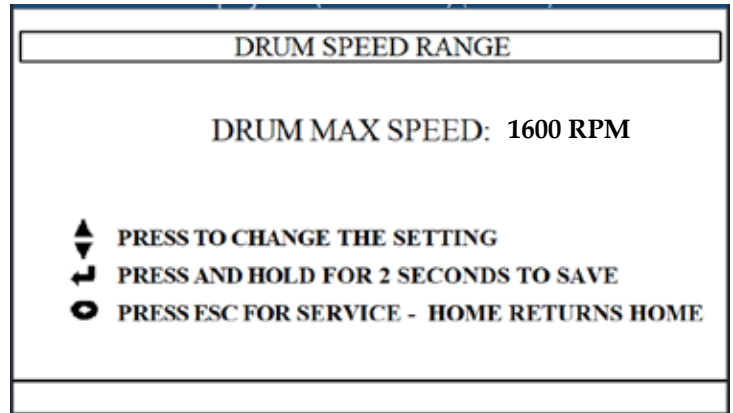 DRUM SPEED RANGE
DRUM MAX SPEED: 1600 RPM
PRESS TO CHANGE THE SETTING
PRESS AND HOLD FOR 2 SECONDS TO SAVE
PRESS ESC FOR SERVICE - HOME RETURNS HOME